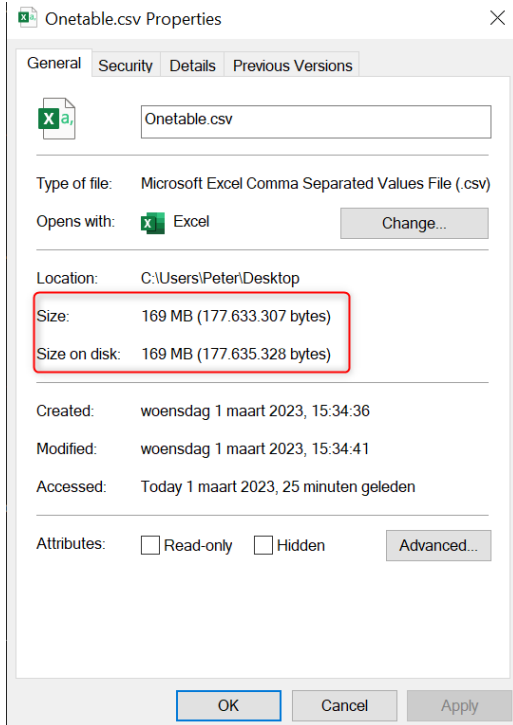 Onetable.csv Properties
General Security Details Previous Versions
Onetable.csv
Type of file: Microsoft Excel Comma Separated Values File (.csv)
Opens with: Excel Change...
Location: C:\Users\Peter\Desktop
Size: 169 MB (177.633.307 bytes)
Size on disk: 169 MB (177.635.328 bytes)
Created: woensdag 1 maart 2023, 15:34:36
Modified: woensdag 1 maart 2023, 15:34:41
Accessed: Today 1 maart 2023, 25 minuten geleden
Attributes: Read-only Hidden Advanced...
OK Cancel Apply